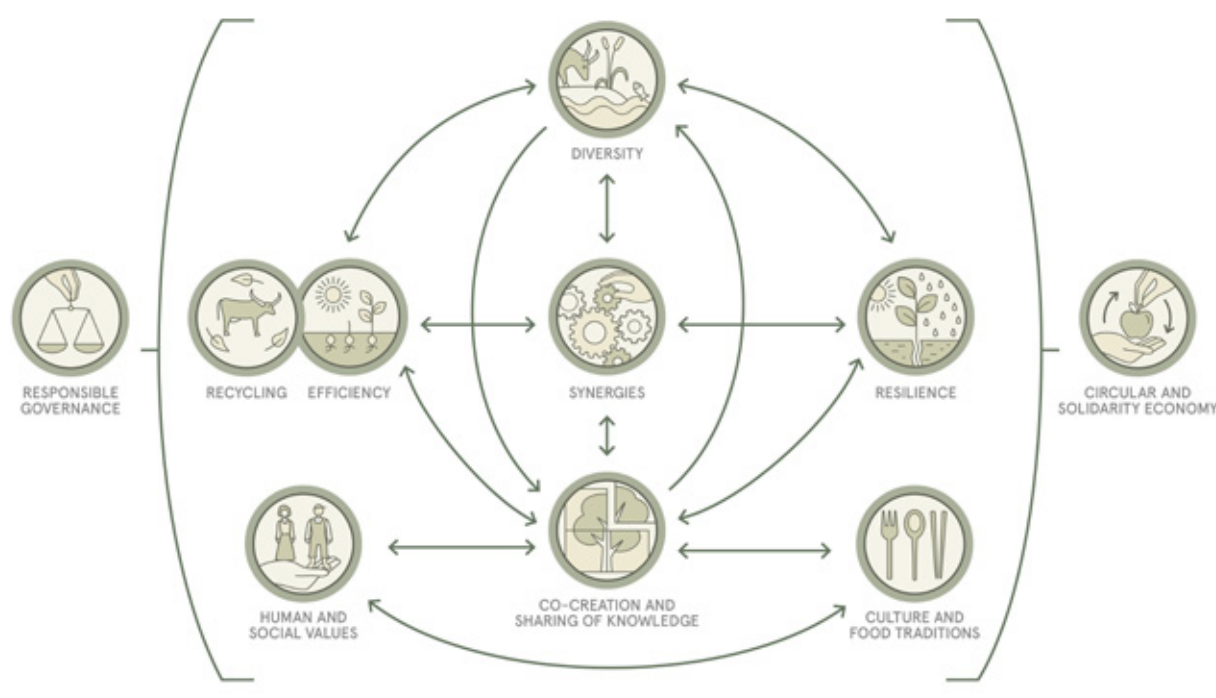 DIVERSITY
RESPONSIBLE
GOVERNANCE
RECYCLING
EFFICIENCY
SYNERGIES
RESILIENCE
CIRCULAR AND
SOLIDARITY ECONOMY
HUMAN AND
SOCIAL VALUES
CO-CREATION AND
SHARING OF KNOWLEDGE
CULTURE AND
FOOD TRADITIONS